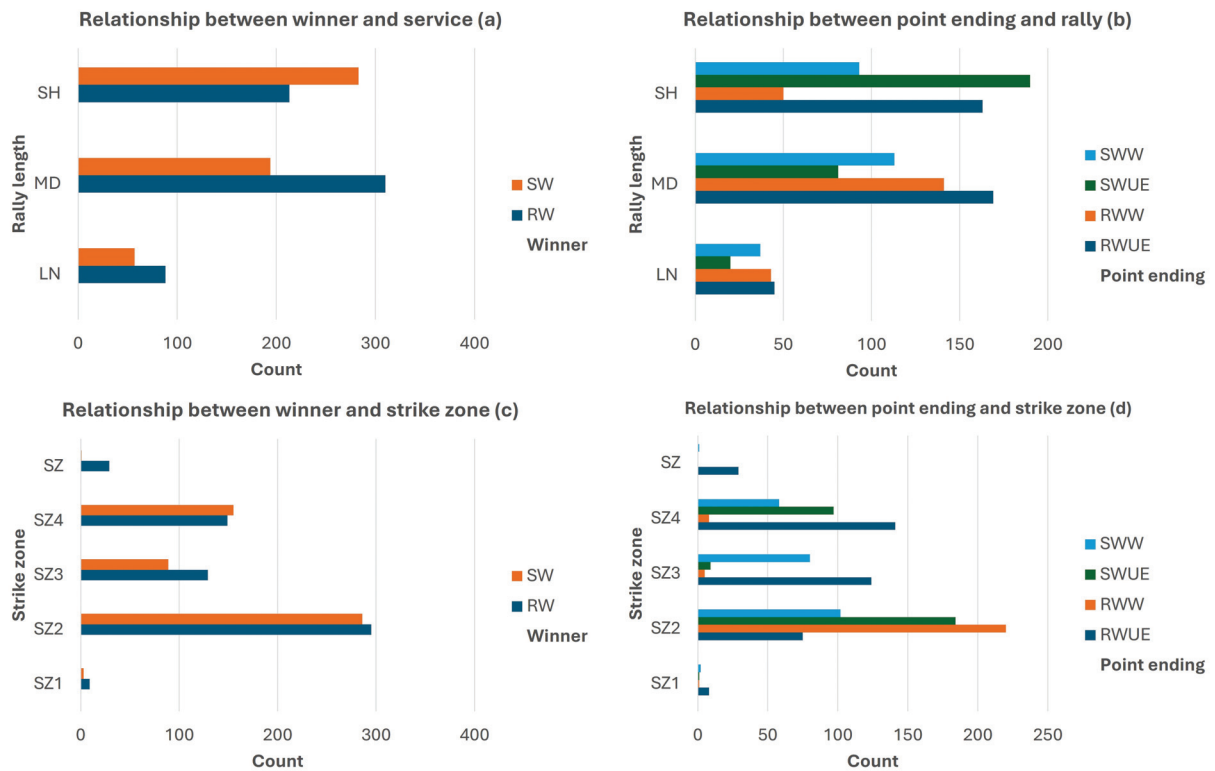 Relationship between winner and service (a)
Rally length
SH
MD
LN
0 100 200 300 400
Count
SW
RW
Winner
Relationship between point ending and rally (b)
Rally length
SH
MD
LN
0 50 100 150 200
Count
SWW
SWUE
RWW
RWUE
Point ending
Relationship between winner and strike zone (c)
Strike zone
SZ
SZ4
SZ3
SZ2
SZ1
0 100 200 300 400
Count
SW
RW
Winner
Relationship between point ending and strike zone (d)
Strike zone
SZ
SZ4
SZ3
SZ2
SZ1
0 50 100 150 200 250
Count
SWW
SWUE
RWW
RWUE
Point ending